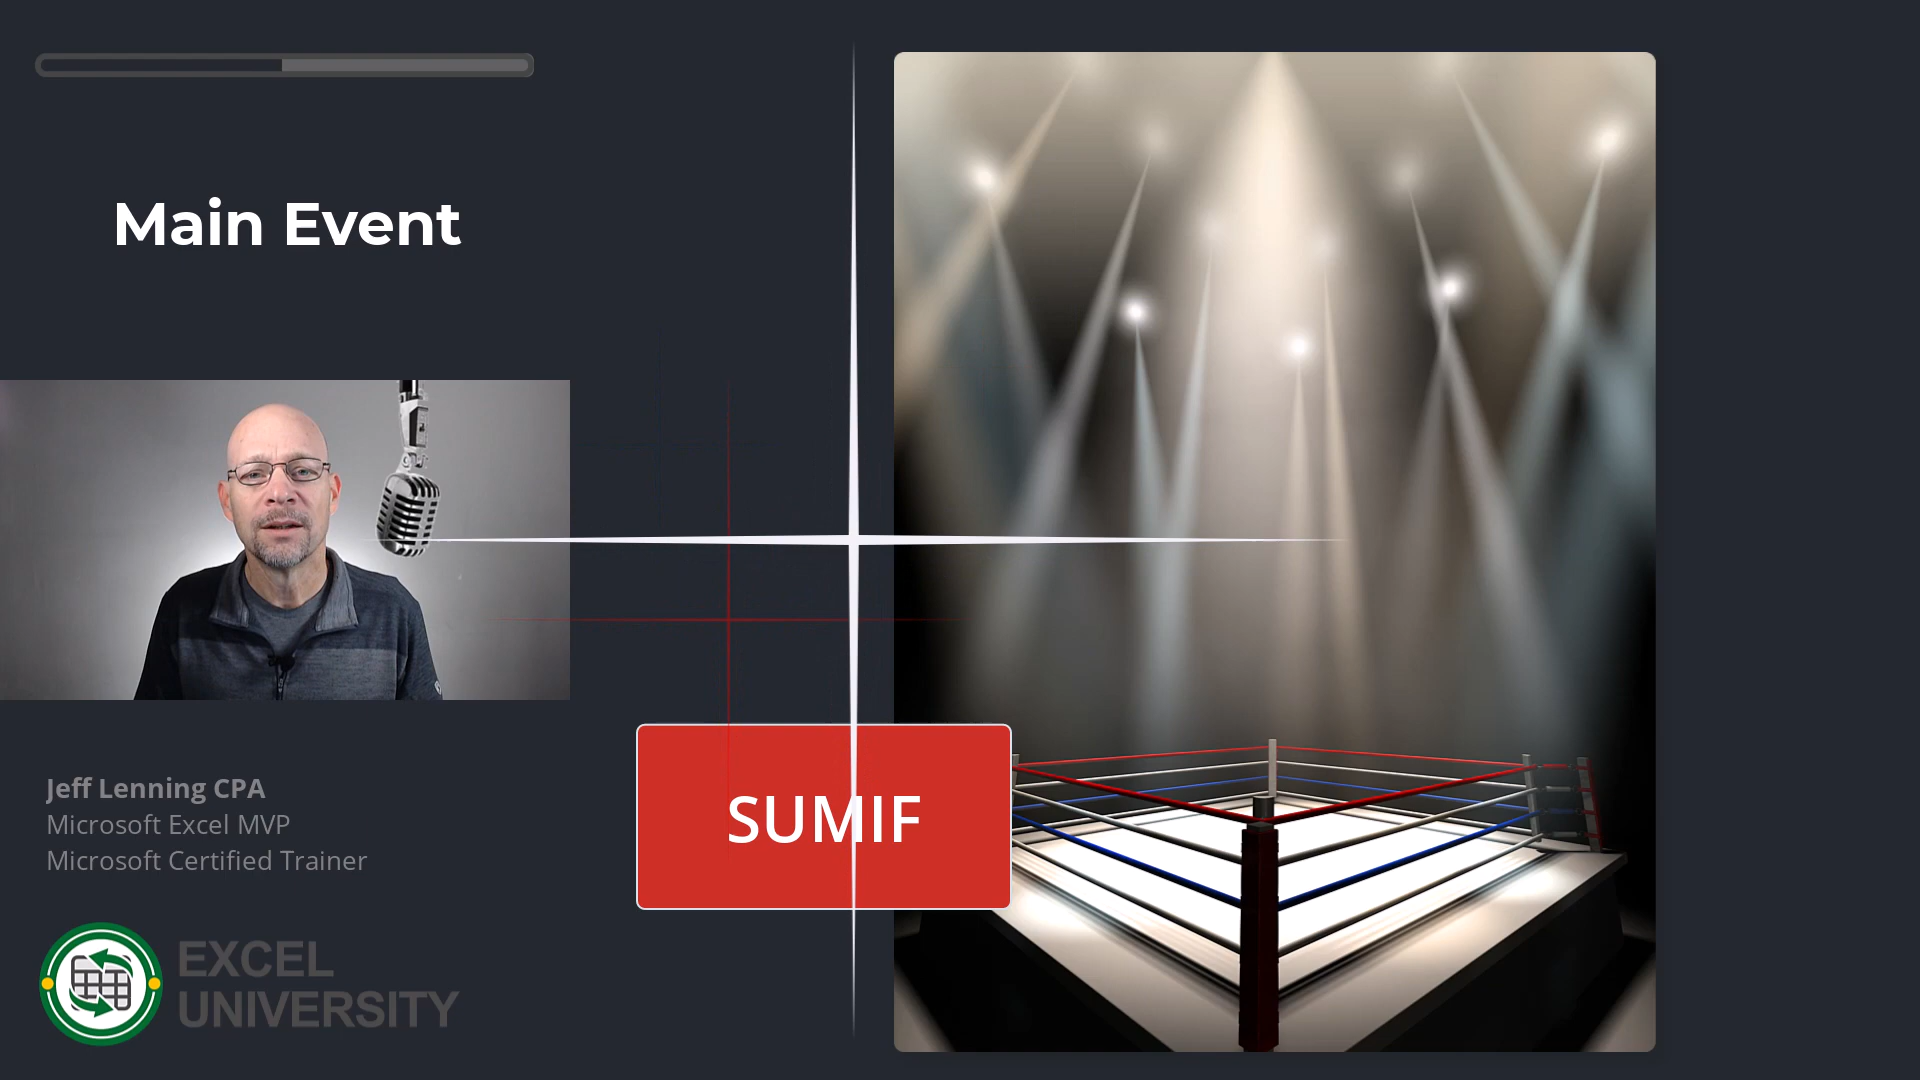 Main Event
Jeff Lenning CPA
Microsoft Excel MVP
Microsoft Certified Trainer
EXCEL
UNIVERSITY
SUMIF